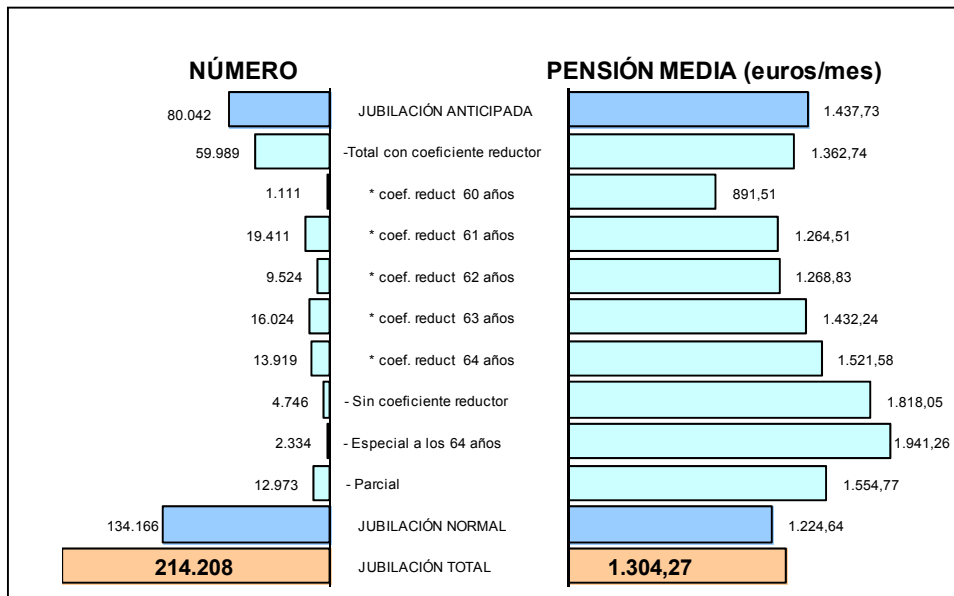 NÚMERO PENSIÓN MEDIA (euros/mes)
80.042 JUBILACIÓN ANTICIPADA 1.437,73
59.989 -Total con coeficiente reductor 1.362,74
1.111 * coef. reduct 60 años 891,51
19.411 * coef. reduct 61 años 1.264,51
9.524 * coef. reduct 62 años 1.268,83
16.024 * coef. reduct 63 años 1.432,24
13.919 * coef. reduct 64 años 1.521,58
4.746 - Sin coeficiente reductor 1.818,05
2.334 - Especial a los 64 años 1.941,26
12.973 - Parcial 1.554,77
134.166 JUBILACIÓN NORMAL 1.224,64
214.208 JUBILACIÓN TOTAL 1.304,27